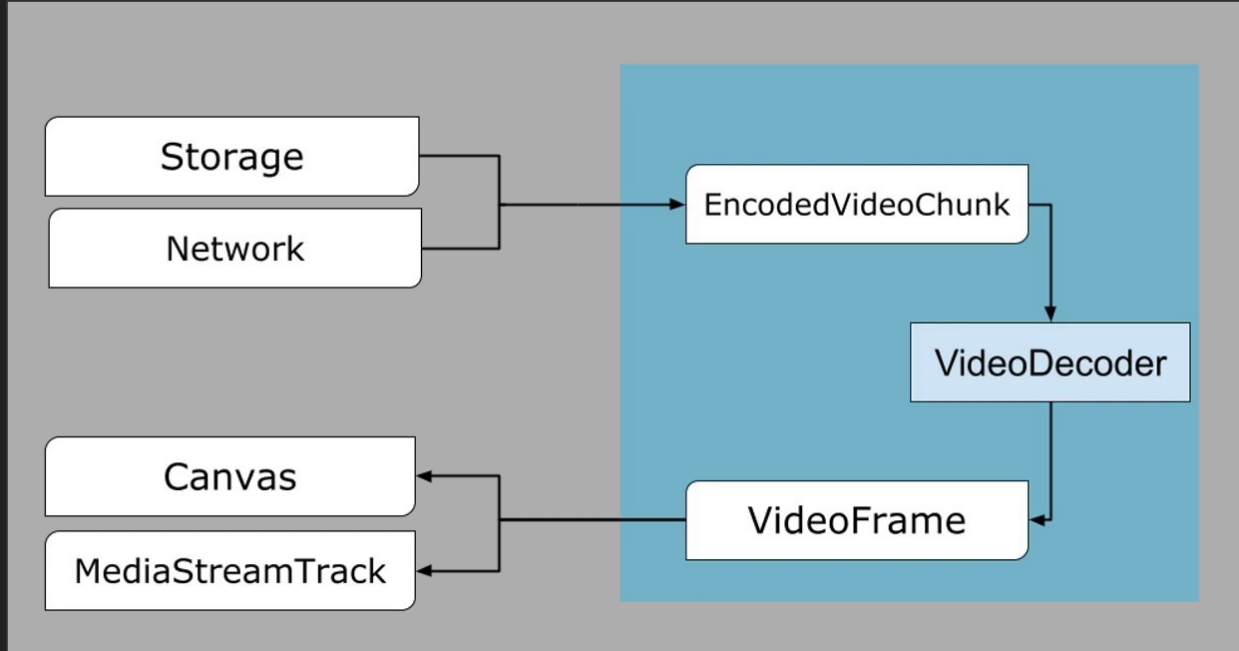 Storage
Network
EncodedVideoChunk
VideoDecoder
VideoFrame
Canvas
MediaStreamTrack